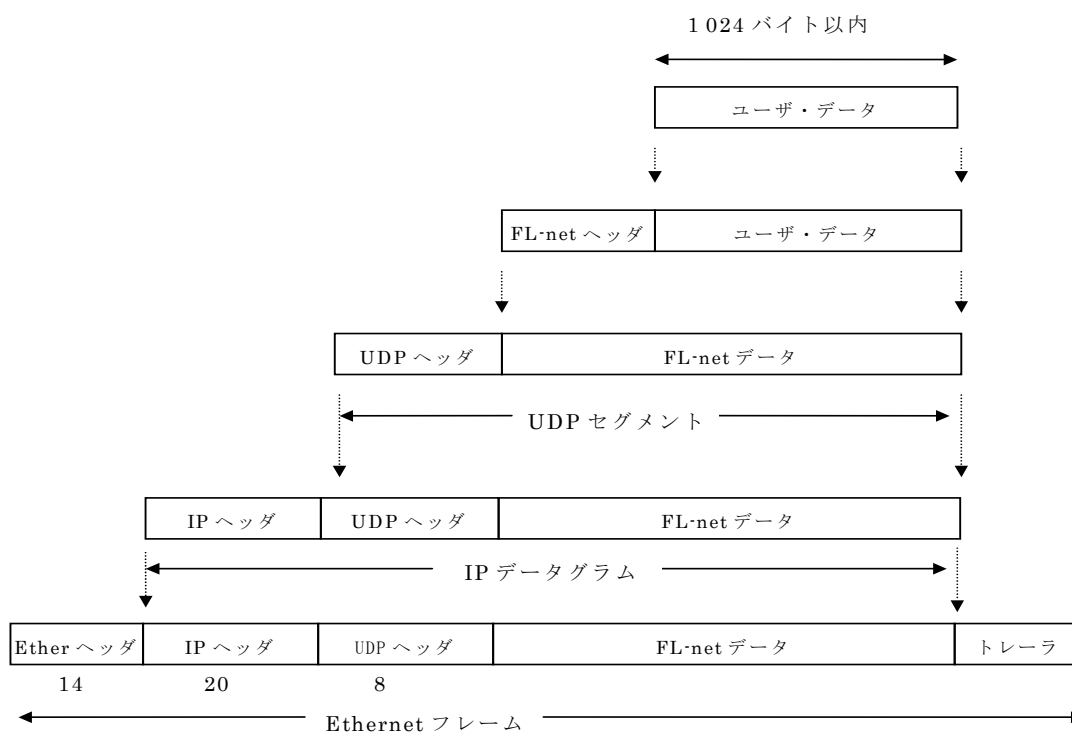 1 024 バイト以内
ユーザ・データ
FL-net ヘッダ ユーザ・データ
UDP ヘッダ FL-net データ
UDP セグメント
IP ヘッダ UDP ヘッダ FL-net データ
IP データグラム
Ether ヘッダ IP ヘッダ UDP ヘッダ FL-net データ トレーラ
14 20 8
Ethernet フレーム